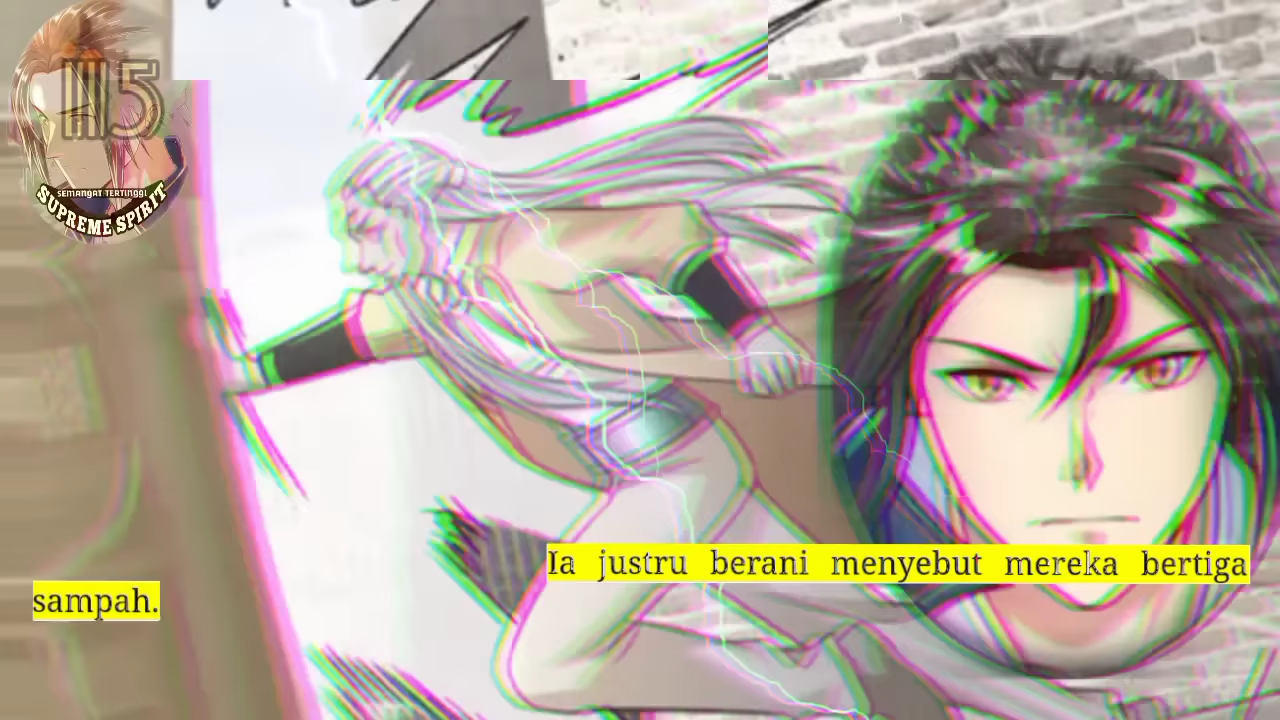 115
SEMANGAT TERTINGGI
SUPREME SPIRIT
Ia justru berani menyebut mereka bertiga
sampah.